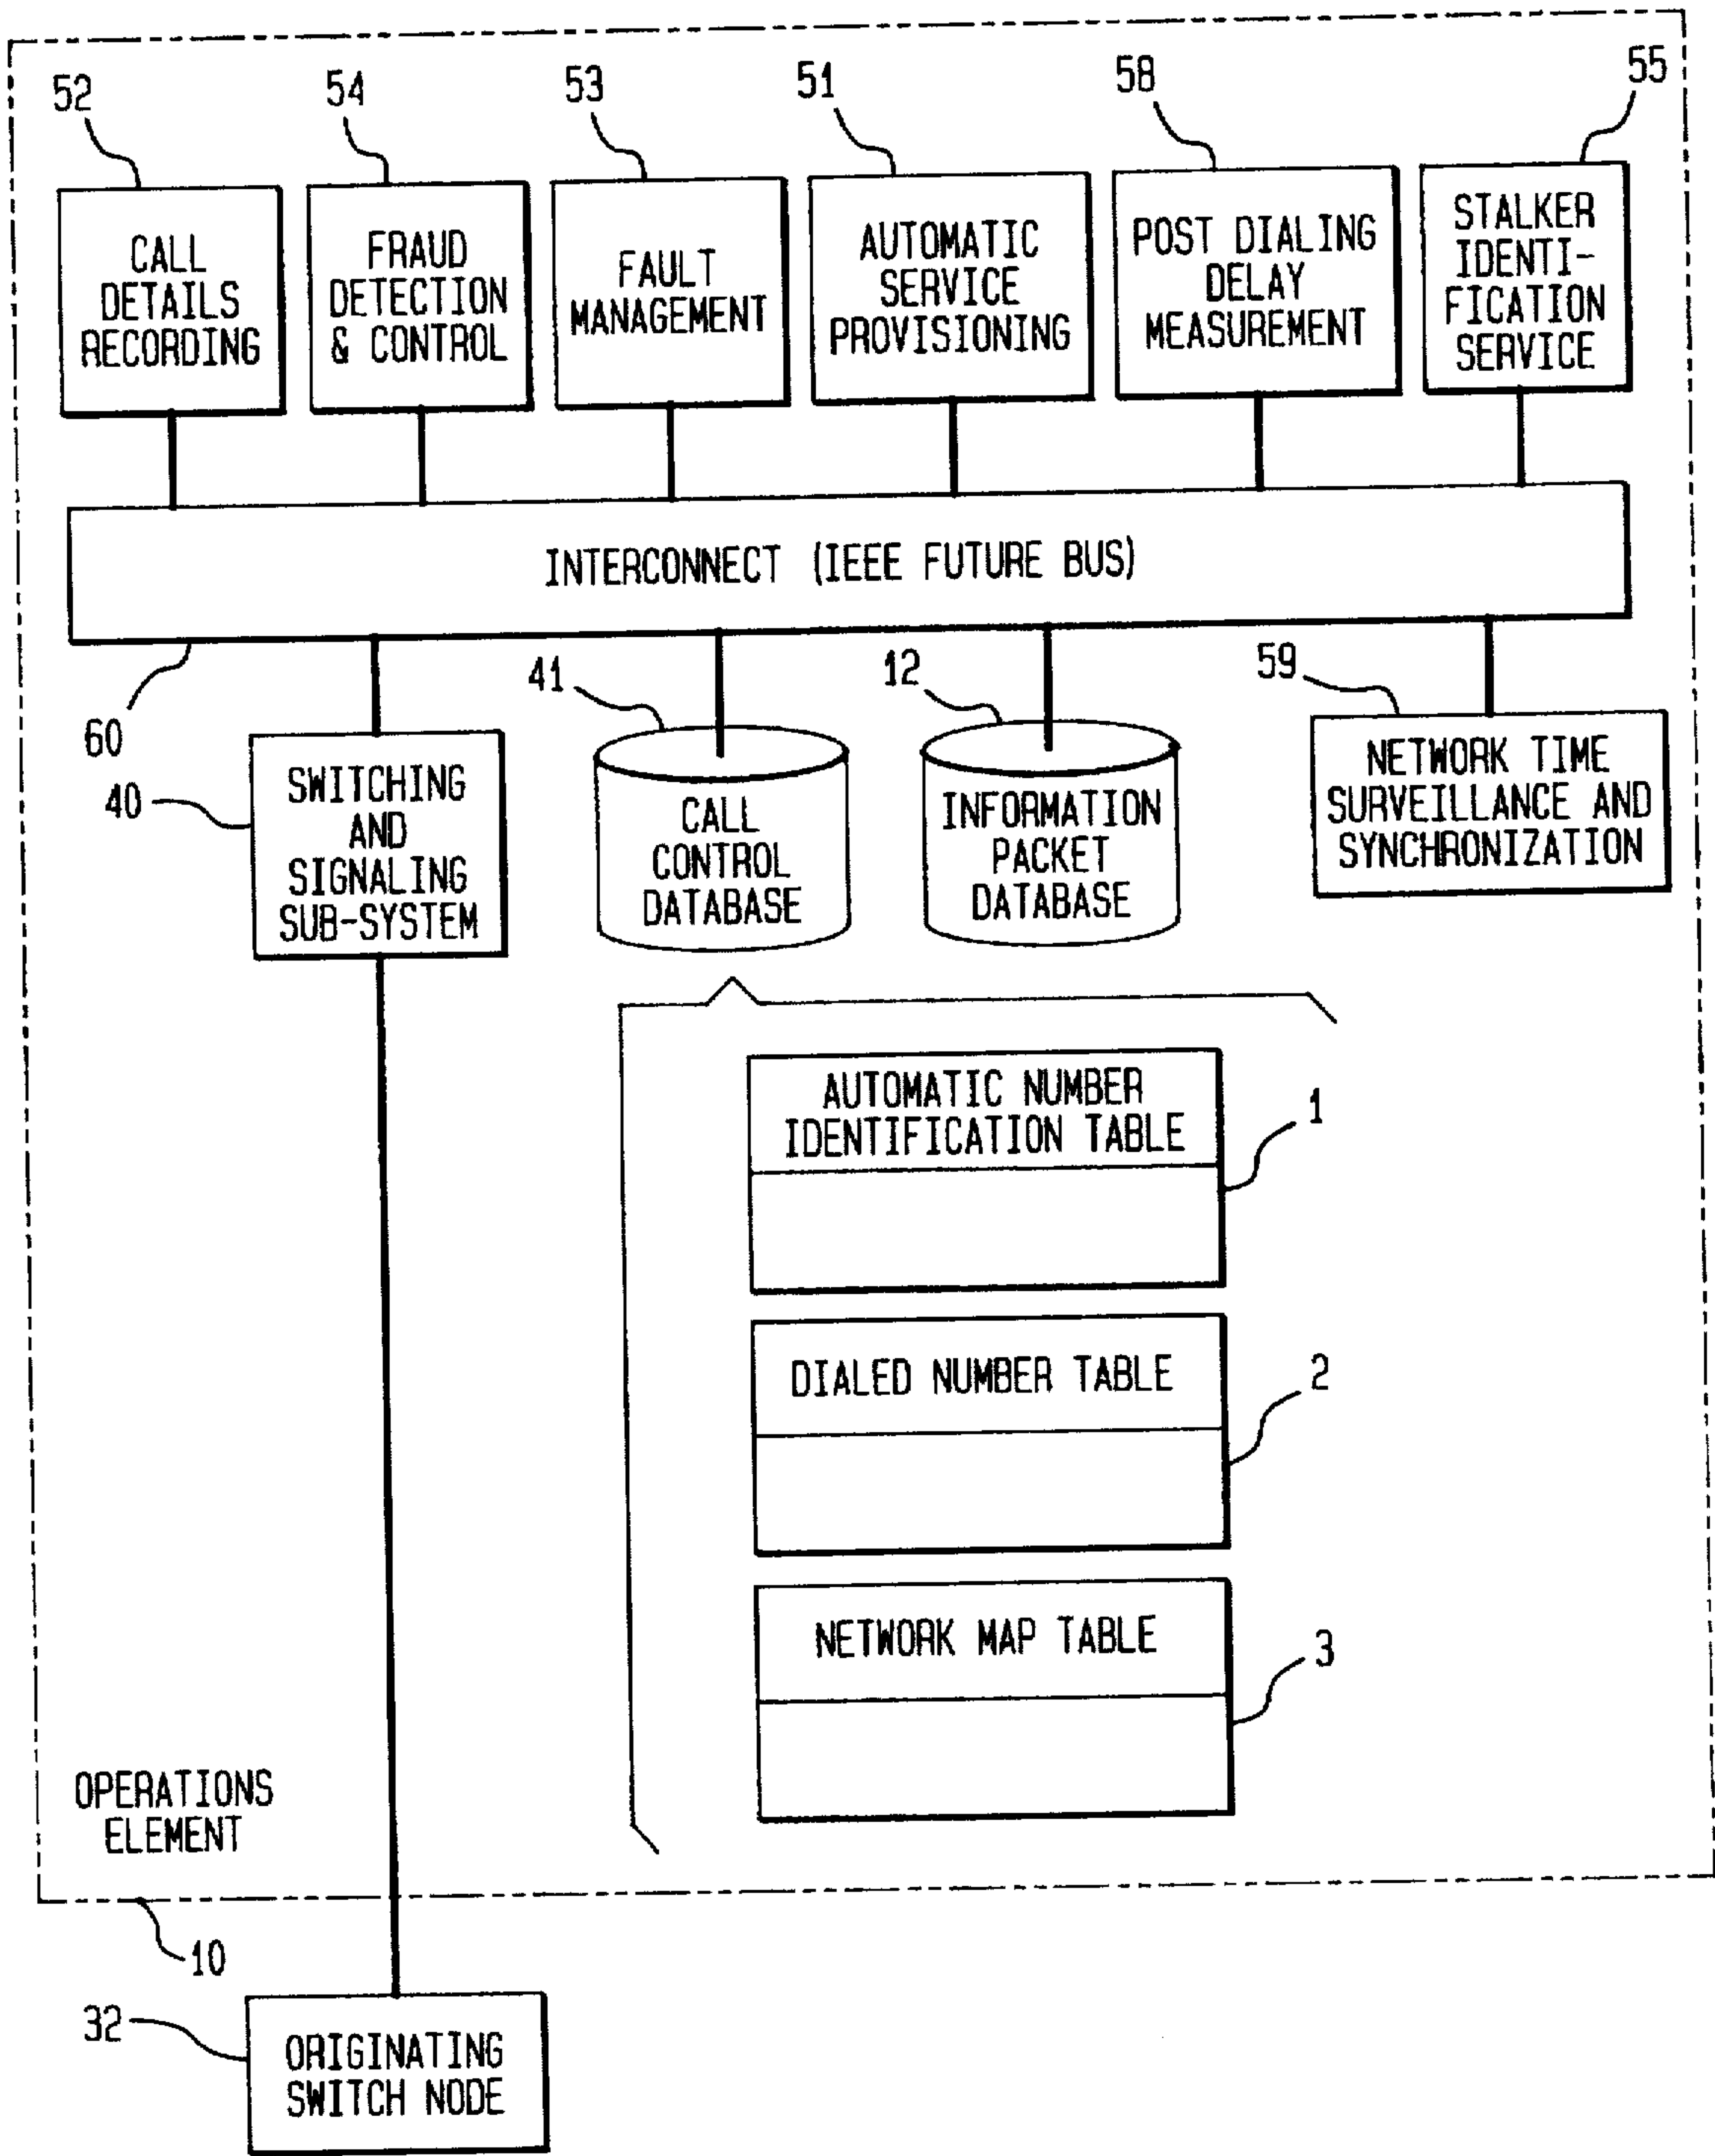 52
54
53
51
58
55
CALL
DETAILS
RECORDING
FRAUD
DETECTION
& CONTROL
FAULT
MANAGEMENT
AUTOMATIC
SERVICE
PROVISIONING
POST DIALING
DELAY
MEASUREMENT
STALKER
IDENTI-
FICATION
SERVICE
INTERCONNECT (IEEE FUTURE BUS)
60
41
12
59
40
SWITCHING
AND
SIGNALING
SUB-SYSTEM
CALL
CONTROL
DATABASE
INFORMATION
PACKET
DATABASE
NETWORK TIME
SURVEILLANCE AND
SYNCHRONIZATION
AUTOMATIC NUMBER
IDENTIFICATION TABLE
1
DIALED NUMBER TABLE
2
NETWORK MAP TABLE
3
OPERATIONS
ELEMENT
10
32
ORIGINATING
SWITCH NODE